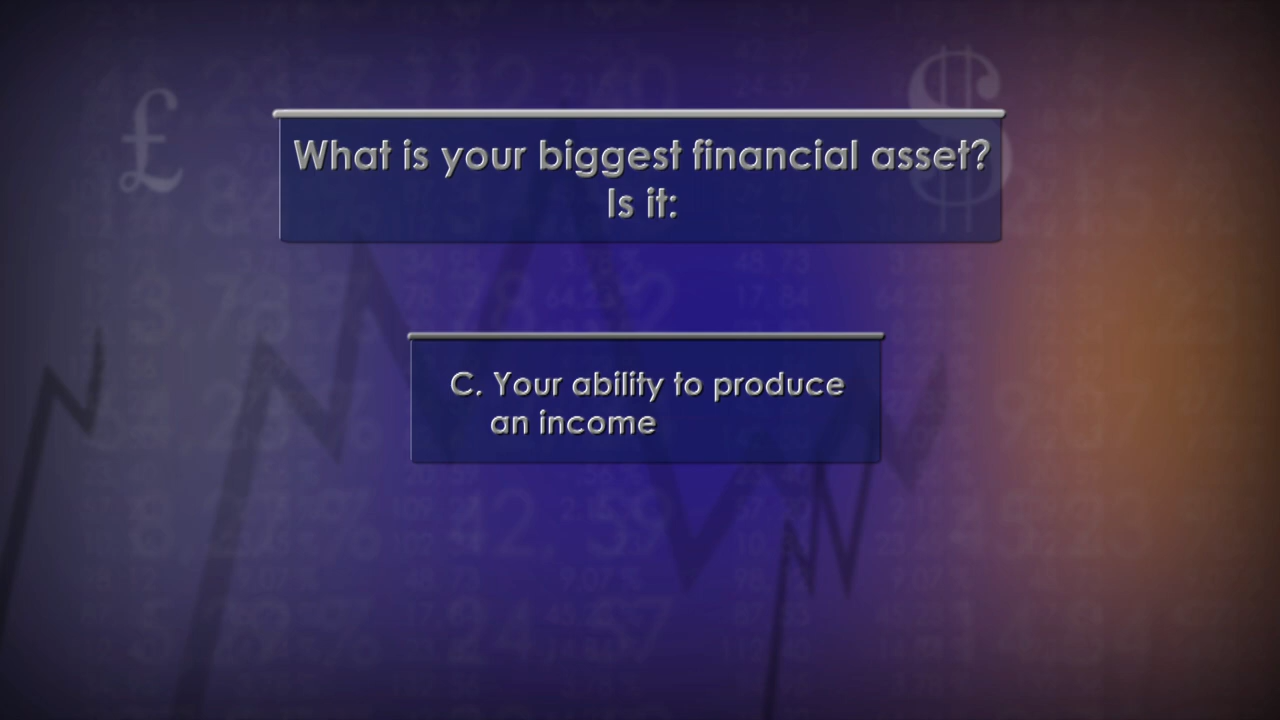 £
$
What is your biggest financial asset?
Is it:
C. Your ability to produce
an income